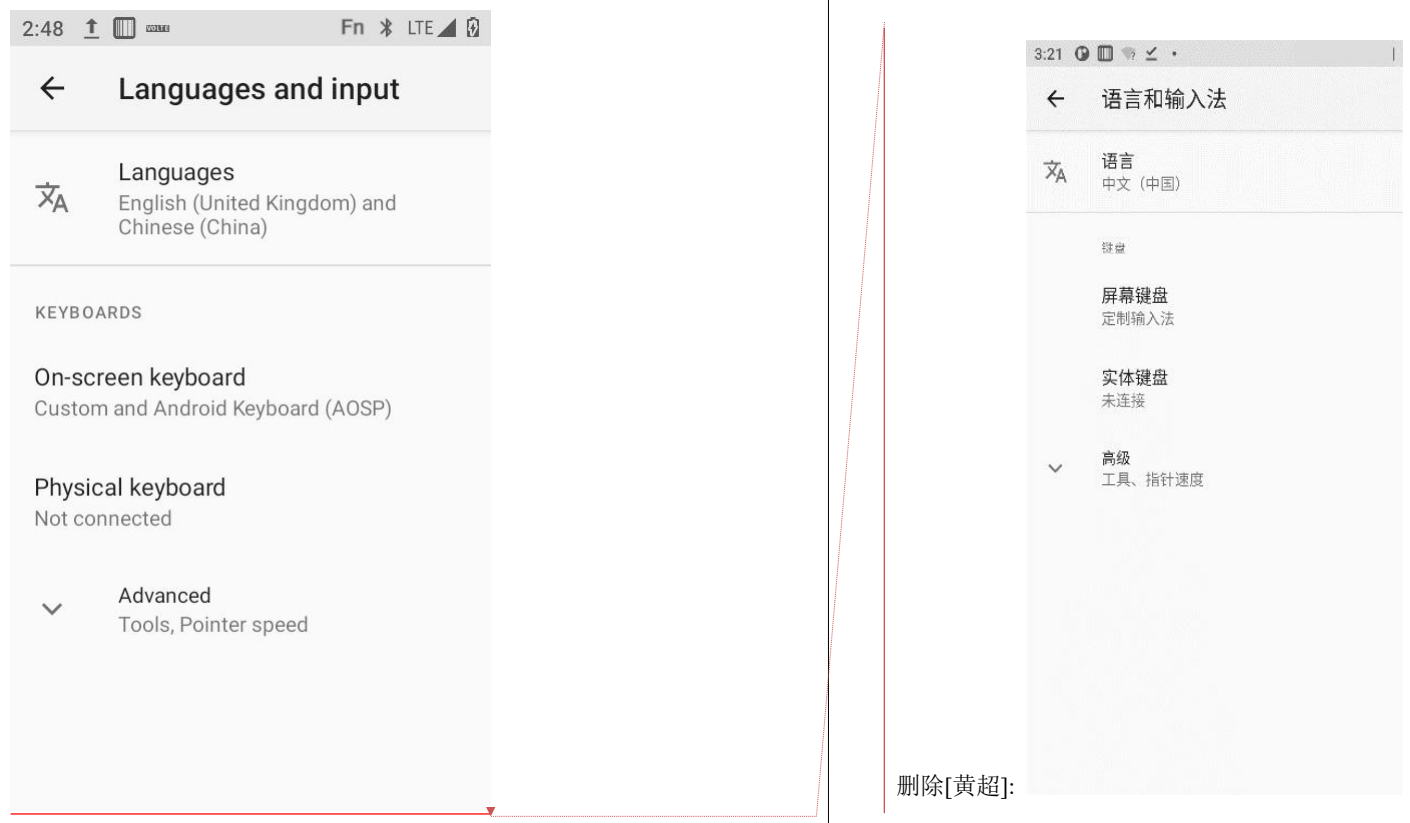 2:48 VOLTE Fn LTE
Languages and input
Languages
English (United Kingdom) and
Chinese (China)
KEYBOARDS
On-screen keyboard
Custom and Android Keyboard (AOSP)
Physical keyboard
Not connected
Advanced
Tools, Pointer speed
删除[黄超]:
3:21
语言和输入法
语言
中文（中国）
键盘
屏幕键盘
定制输入法
实体键盘
未连接
高级
工具、指针速度